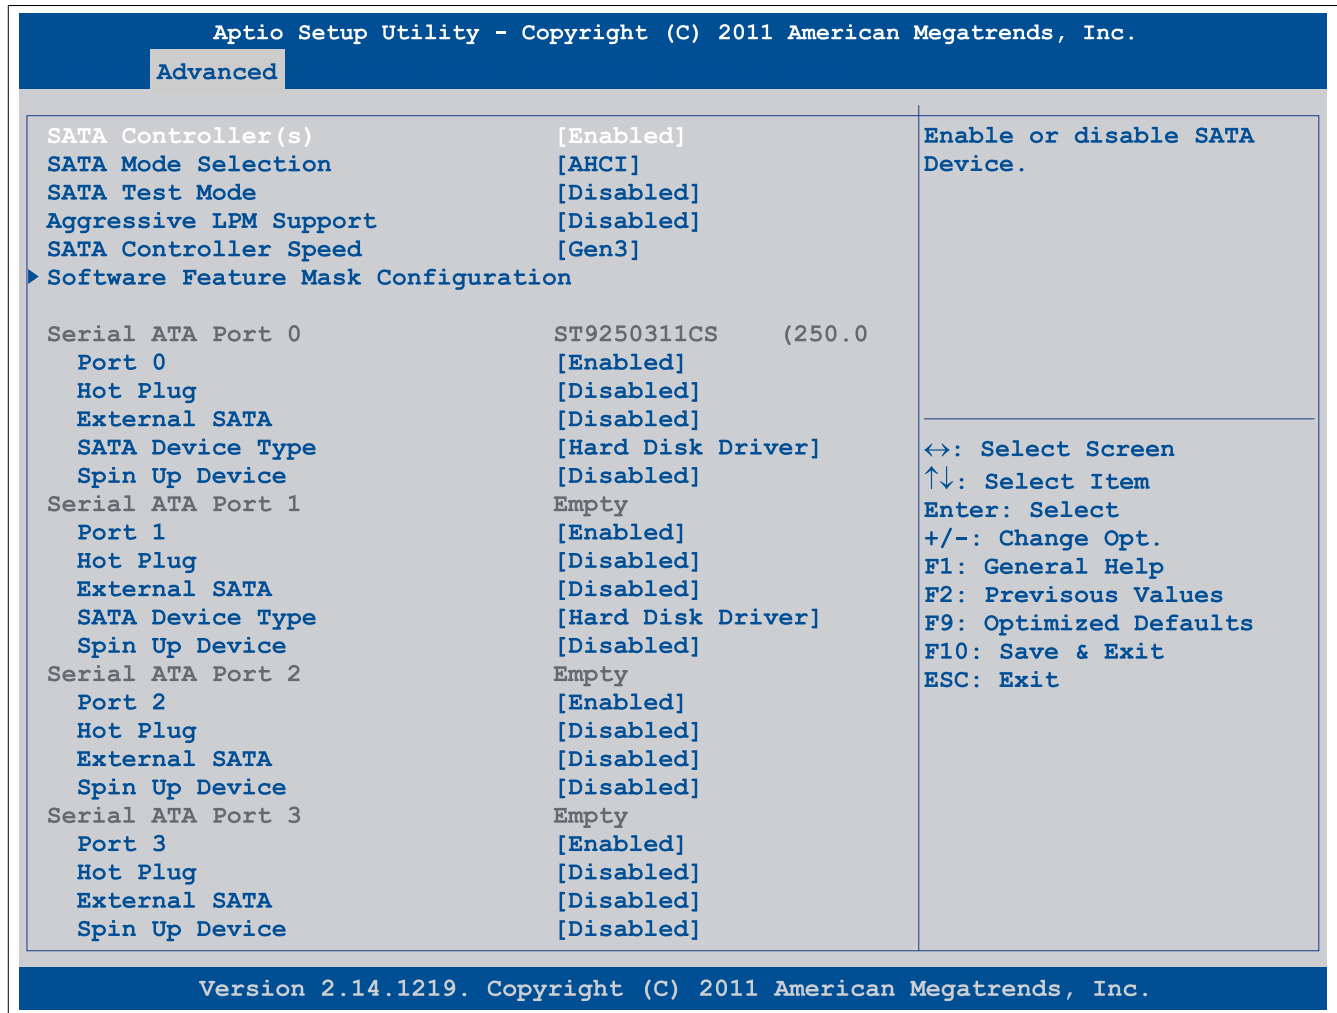 Aptio Setup Utility - Copyright (C) 2011 American Megatrends, Inc.
Advanced
SATA Controller(s) [Enabled]
SATA Mode Selection [AHCI]
SATA Test Mode [Disabled]
Aggressive LPM Support [Disabled]
SATA Controller Speed [Gen3]
Software Feature Mask Configuration
Serial ATA Port 0 ST9250311CS (250.0
Port 0 [Enabled]
Hot Plug [Disabled]
External SATA [Disabled]
SATA Device Type [Hard Disk Driver]
Spin Up Device [Disabled]
Serial ATA Port 1 Empty
Port 1 [Enabled]
Hot Plug [Disabled]
External SATA [Disabled]
SATA Device Type [Hard Disk Driver]
Spin Up Device [Disabled]
Serial ATA Port 2 Empty
Port 2 [Enabled]
Hot Plug [Disabled]
External SATA [Disabled]
Spin Up Device [Disabled]
Serial ATA Port 3 Empty
Port 3 [Enabled]
Hot Plug [Disabled]
External SATA [Disabled]
Spin Up Device [Disabled]
Enable or disable SATA
Device.
↔: Select Screen
↑↓: Select Item
Enter: Select
+/-: Change Opt.
F1: General Help
F2: Previsous Values
F9: Optimized Defaults
F10: Save & Exit
ESC: Exit
Version 2.14.1219. Copyright (C) 2011 American Megatrends, Inc.